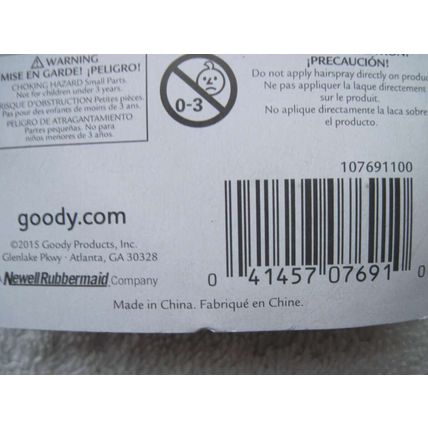 WARNING
MISE EN GARDE! ¡PELIGRO!
CHOKING HAZARD Small Parts.
Not for children under 3 years.
RISQUE D'OBSTRUCTION Petites pièces.
Pas pour des enfants de moins de 3 ans.
PELIGRO DE ATRAGANTAMIENTO
Partes pequeñas. No para
niños menores de 3 años.
0-3
¡PRECAUCIÓN!
Do not apply hairspray directly on produc
Ne pas appliquer la laque directement
sur le produit.
No aplique directamente la laca sobre
el producto.
107691100
goody.com
©2015 Goody Products, Inc.
Glenlake Pkwy · Atlanta, GA 30328
NewellRubbermaid Company
0 41457 07691 0
Made in China. Fabriqué en Chine.